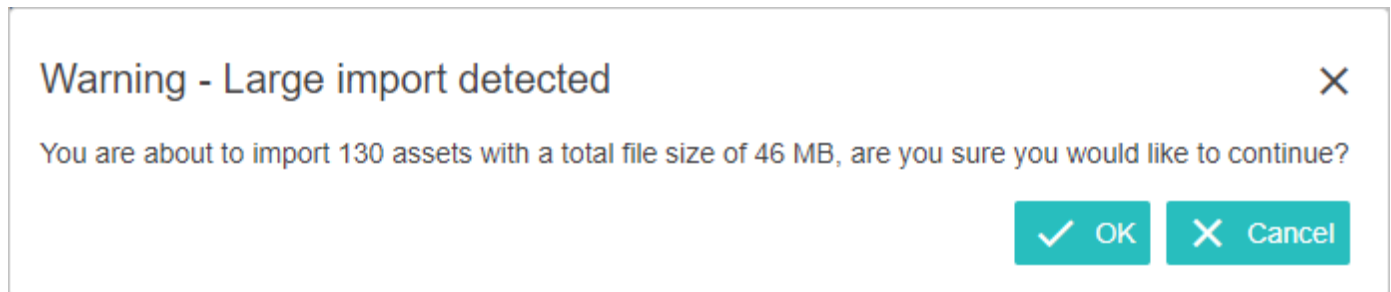 Warning - Large import detected
You are about to import 130 assets with a total file size of 46 MB, are you sure you would like to continue?
OK Cancel